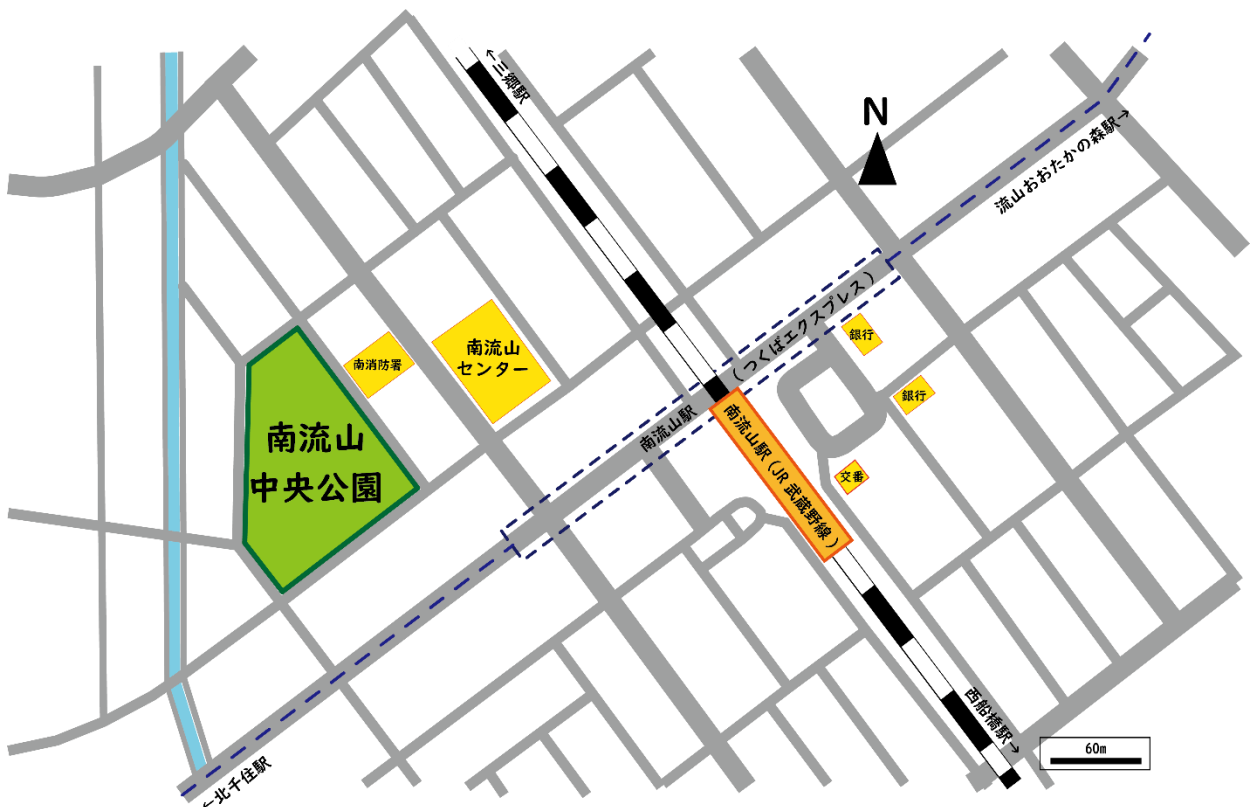 ←三郷駅
N
流山おおたかの森駅→
(つくばエクスプレス)
銀行
南消防署
南流山
センター
銀行
南流山駅
南流山駅(JR 武蔵野線)
南流山
中央公園
交番
西船橋駅→
60m
←北千住駅